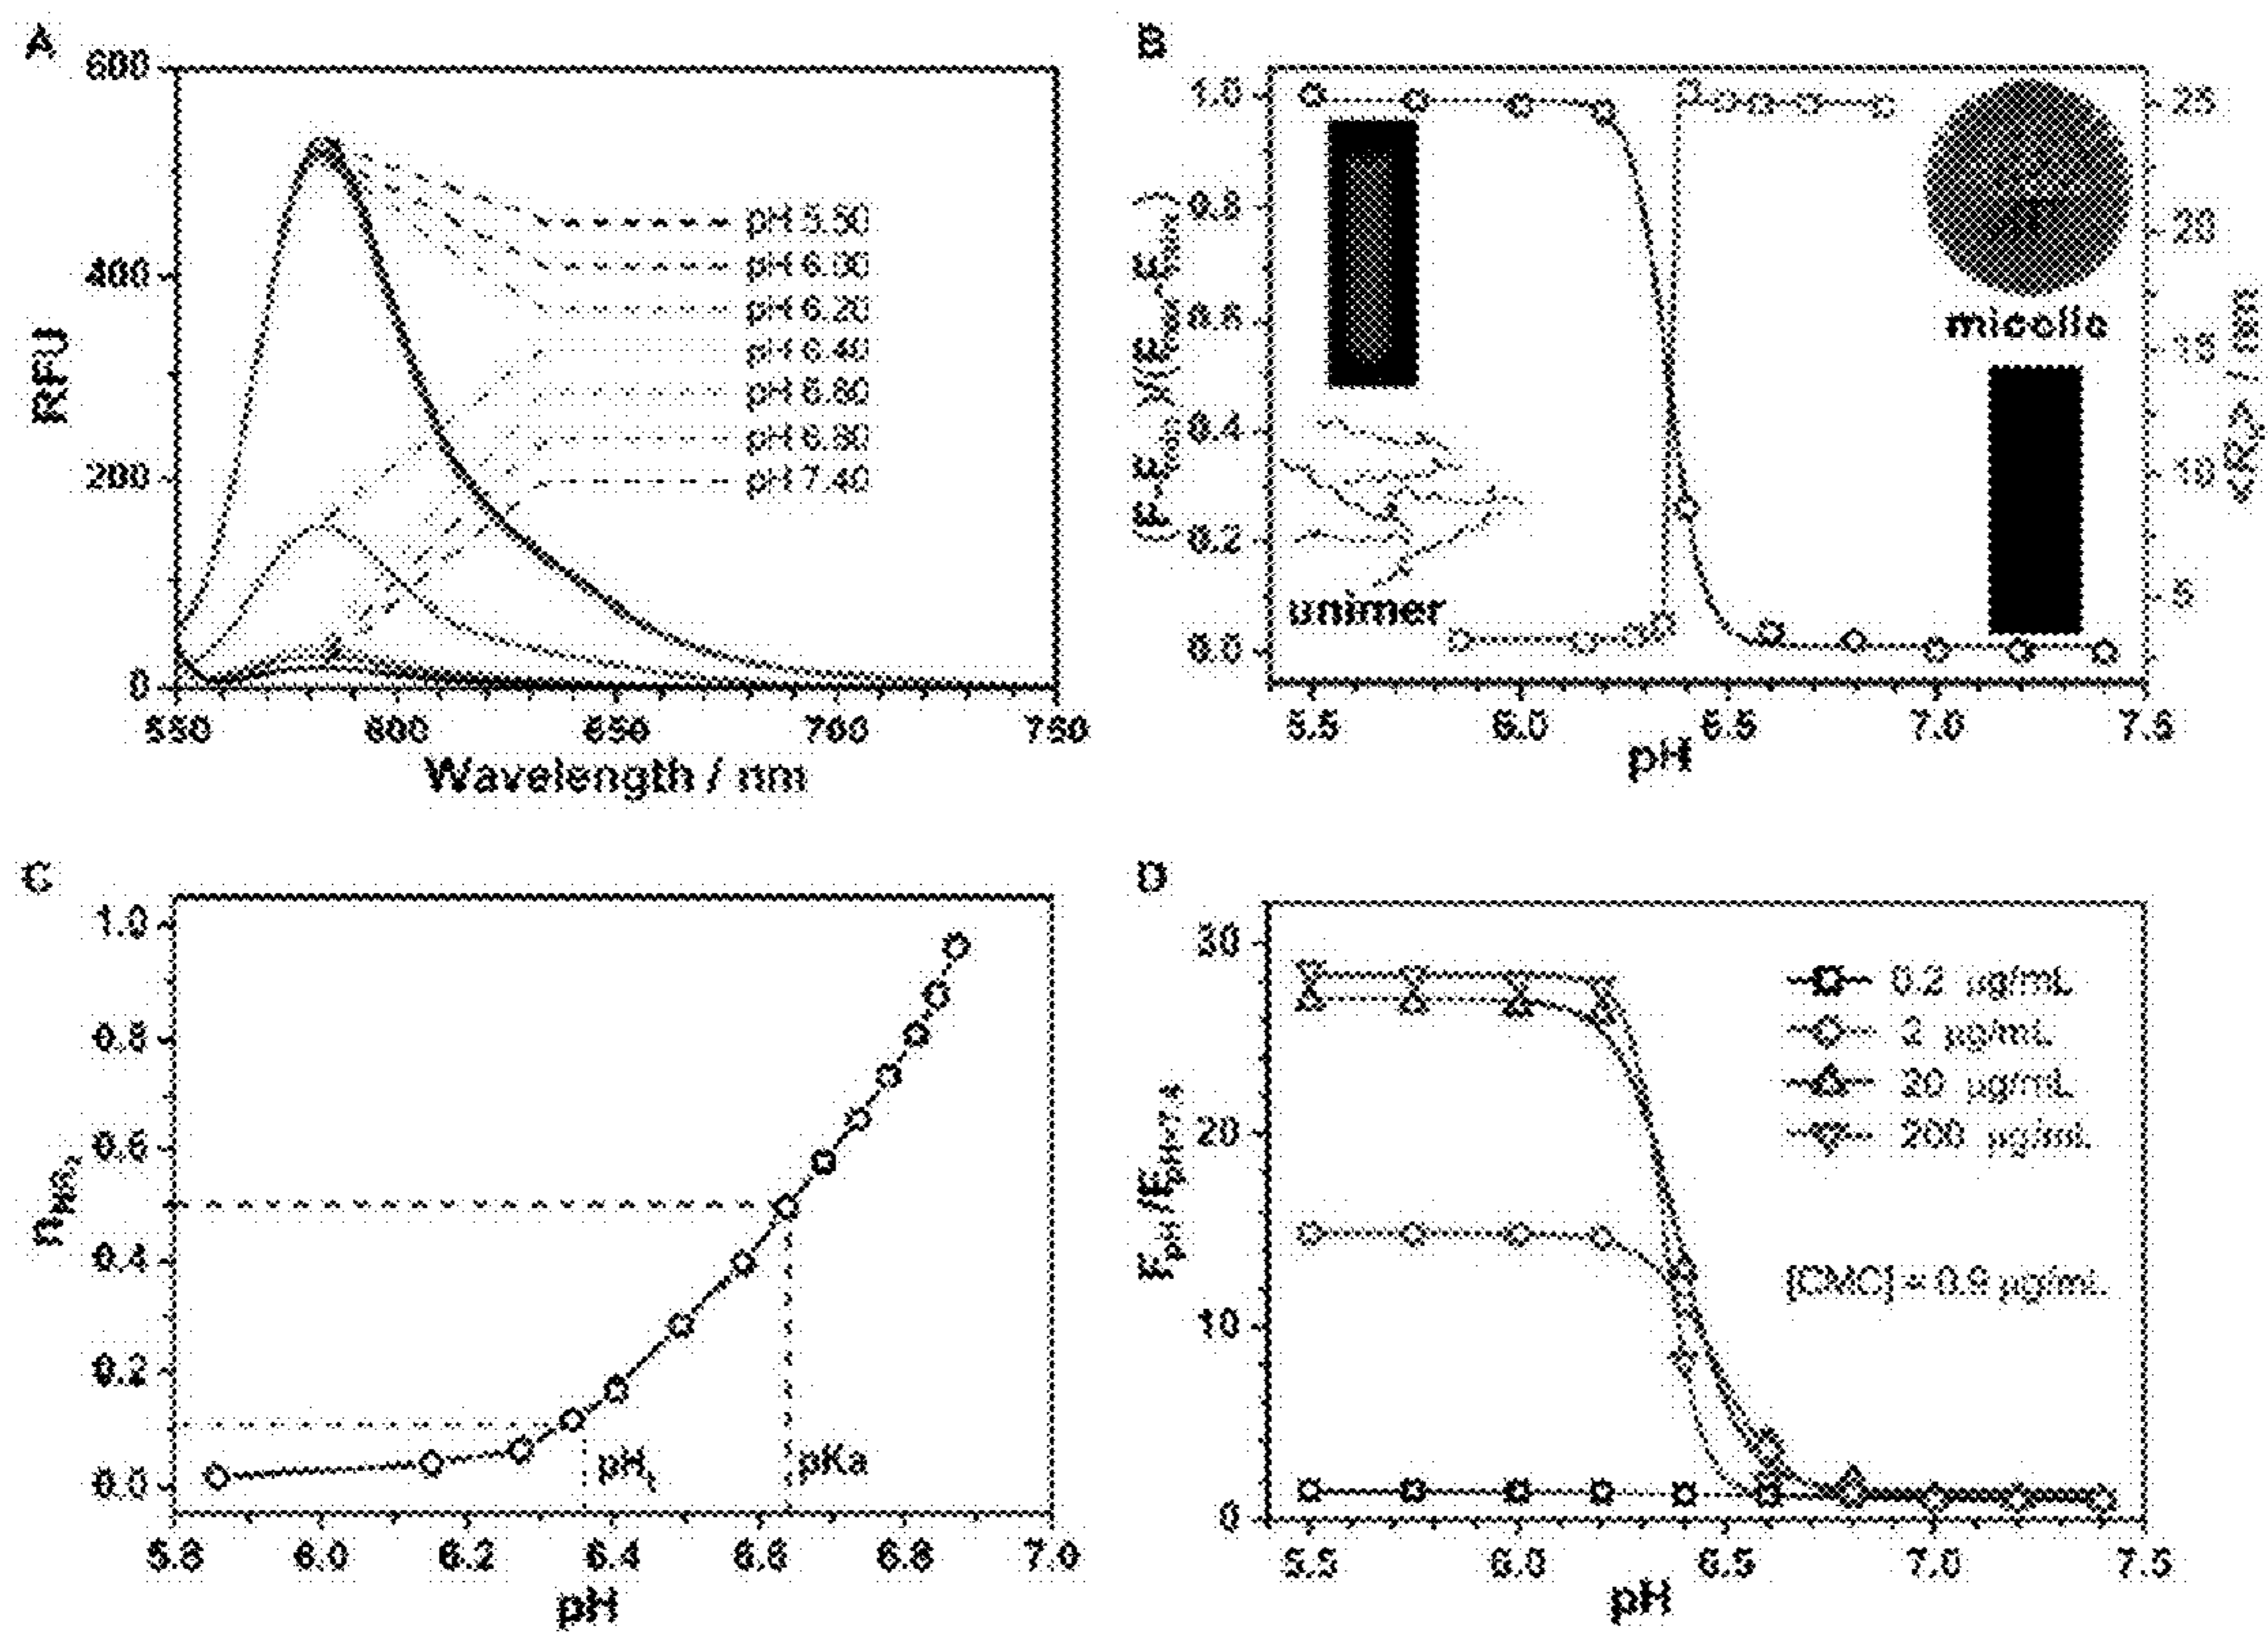 A
600
400
200
0
RFU
pH 5.50
pH 6.00
pH 6.20
pH 6.40
pH 6.80
pH 7.40
550 600 650 700 750
Wavelength / nm
B
1.0
0.8
0.6
0.4
0.2
0.0
unimer
micelle
25
20
15
10
5
5.5 6.0 6.5 7.0 7.5
pH
C
1.0
0.8
0.6
0.4
0.2
0.0
pHt
pKa
5.8 6.0 6.2 6.4 6.6 6.8 7.0
pH
D
30
20
10
0
FpH/FpH7.4
0.2 µg/mL
2 µg/mL
20 µg/mL
200 µg/mL
[CMC] = 0.9 µg/mL
5.5 6.0 6.5 7.0 7.5
pH